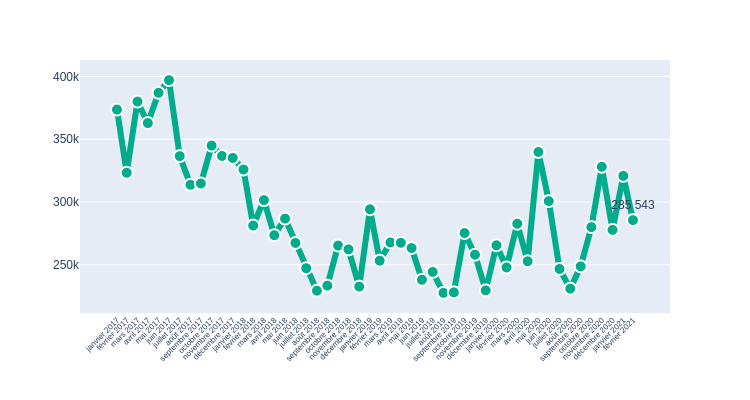 400k
350k
300k
250k
285 543
janvier 2017
février 2017
mars 2017
avril 2017
mai 2017
juin 2017
juillet 2017
août 2017
septembre 2017
octobre 2017
novembre 2017
décembre 2017
janvier 2018
février 2018
mars 2018
avril 2018
mai 2018
juin 2018
juillet 2018
août 2018
septembre 2018
octobre 2018
novembre 2018
décembre 2018
janvier 2019
février 2019
mars 2019
avril 2019
mai 2019
juin 2019
juillet 2019
août 2019
septembre 2019
octobre 2019
novembre 2019
décembre 2019
janvier 2020
février 2020
mars 2020
avril 2020
mai 2020
juin 2020
juillet 2020
août 2020
septembre 2020
octobre 2020
novembre 2020
décembre 2020
janvier 2021
février 2021